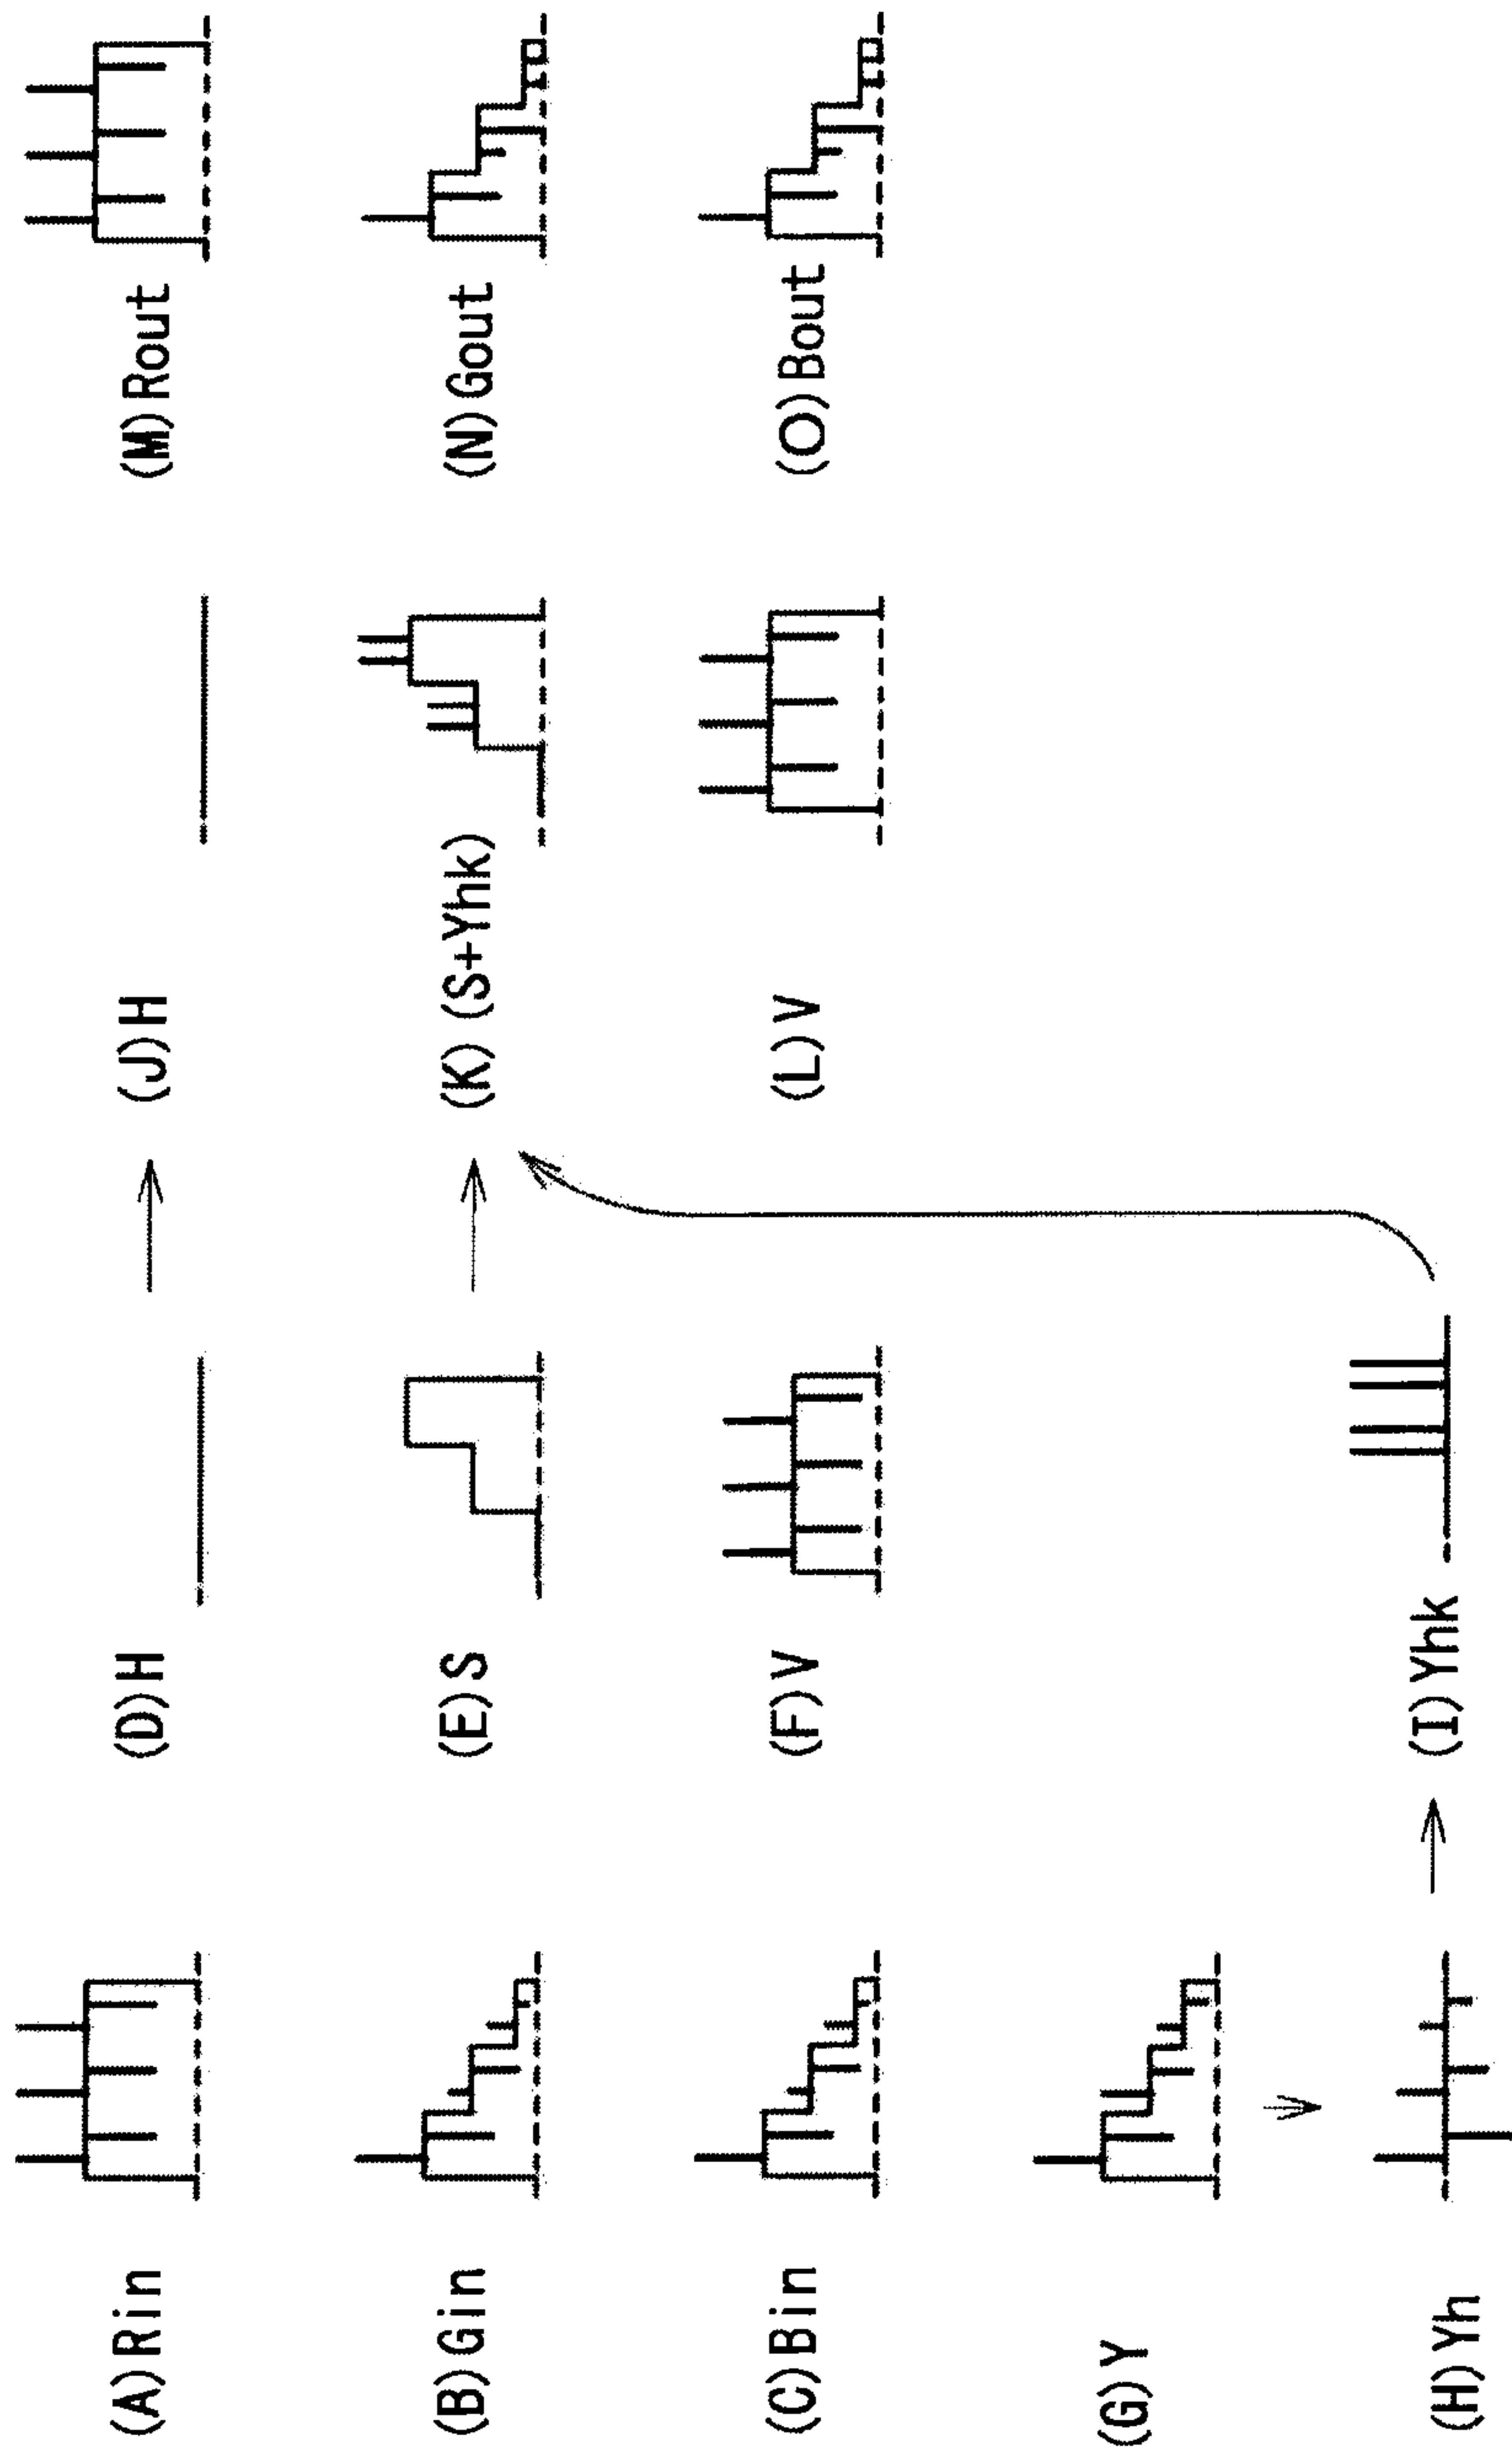 (A) Rin
(B) Gin
(C) Bin
(G) Y
(H) Yh
(D) H
(E) S
(F) V
(I) Yhk
(J) H
(K) (S+Yhk)
(L) V
(M) Rout
(N) Gout
(O) Bout